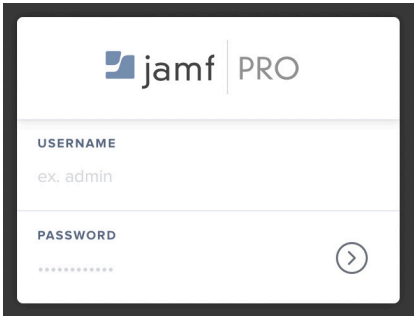 jamf PRO
USERNAME
ex. admin
PASSWORD
••••••••••••